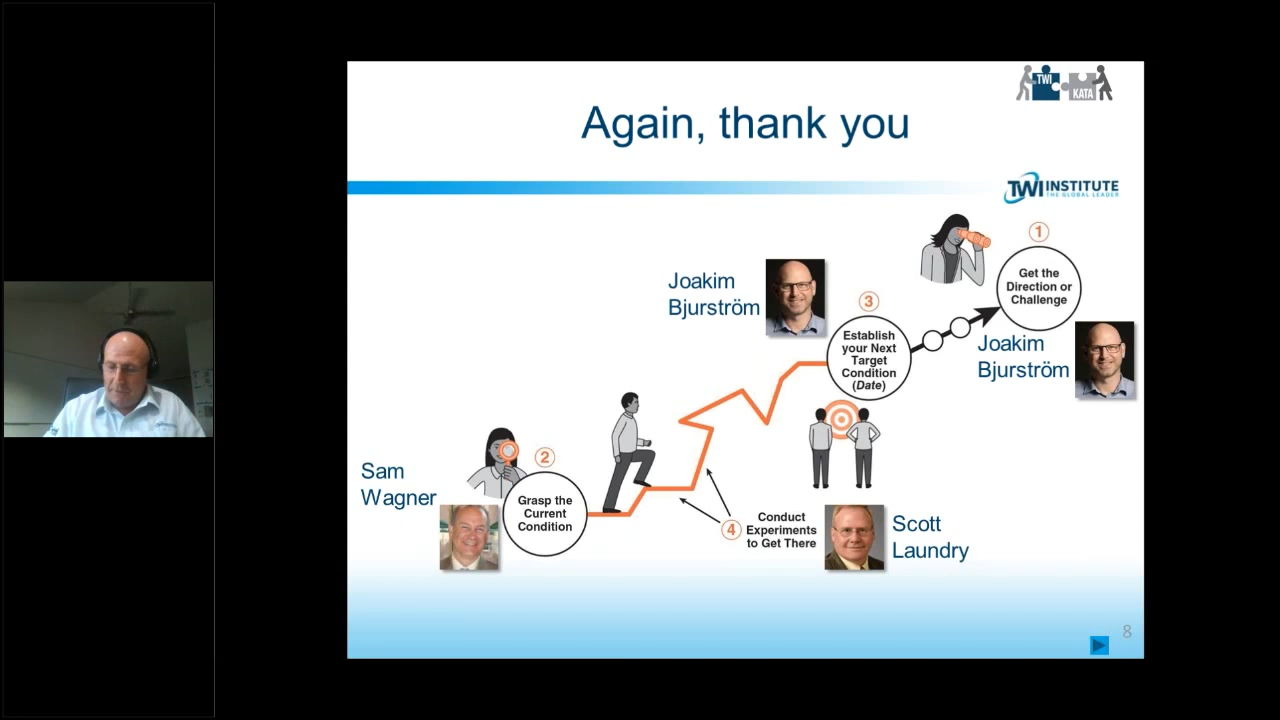 TWI
KATA
Again, thank you
TWI INSTITUTE
THE GLOBAL LEADER
1
Get the
Direction or
Challenge
Joakim
Bjurström
3
Establish
your Next
Target
Condition
(Date)
Joakim
Bjurström
Sam
Wagner
2
Grasp the
Current
Condition
4
Conduct
Experiments
to Get There
Scott
Laundry
8